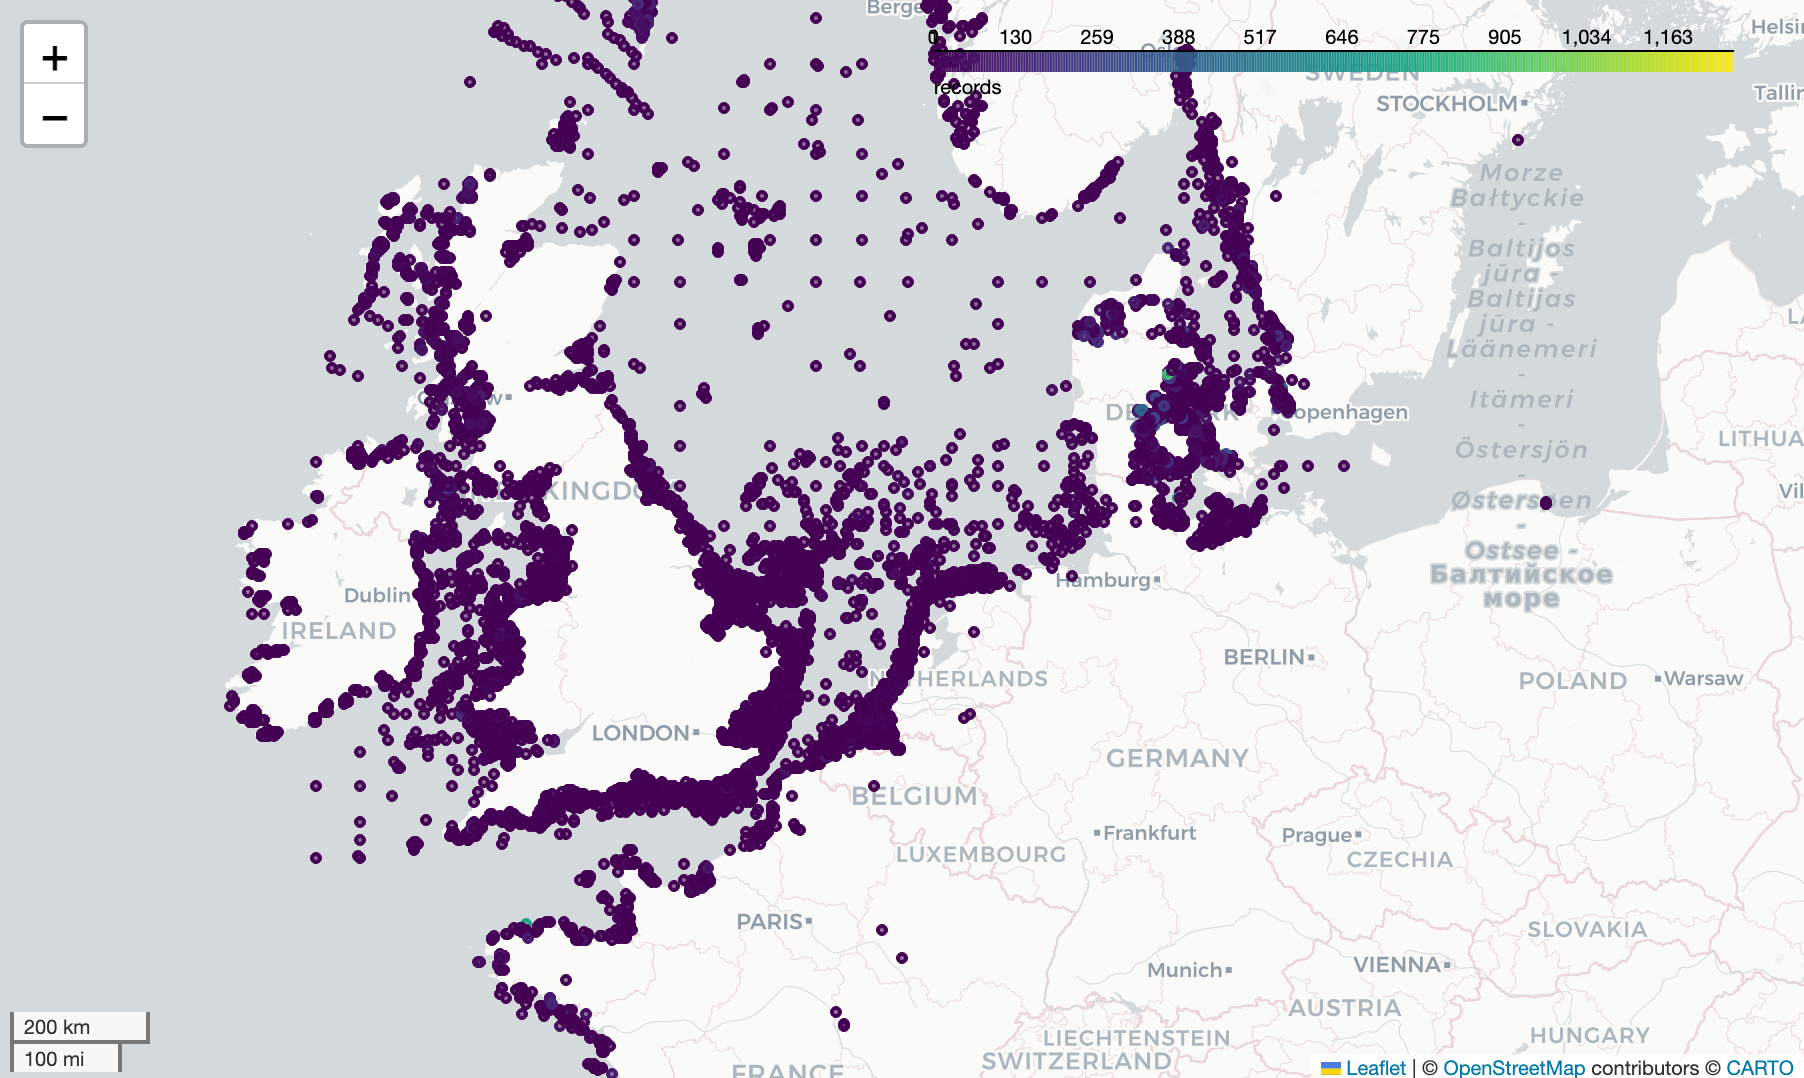 +
−
Berge
Oslo
0 130 259 388 517 646 775 905 1,034 1,163
records
SWEDEN
STOCKHOLM
Helsin
Tallin
Morze
Bałtyckie
-
Baltijos
jūra -
Baltijas
jūra -
Läänemeri
-
Itämeri
-
Östersjön
-
Østersøen
-
Ostsee -
Балтийское
море
LA
LITHUA
Vil
Copenhagen
KINGDO
Dublin
IRELAND
LONDON
NETHERLANDS
Hamburg
BERLIN
POLAND
Warsaw
GERMANY
BELGIUM
Frankfurt
Prague
LUXEMBOURG
CZECHIA
PARIS
SLOVAKIA
Munich
VIENNA
AUSTRIA
LIECHTENSTEIN
SWITZERLAND
HUNGARY
FRANCE
200 km
100 mi
Leaflet | © OpenStreetMap contributors © CARTO